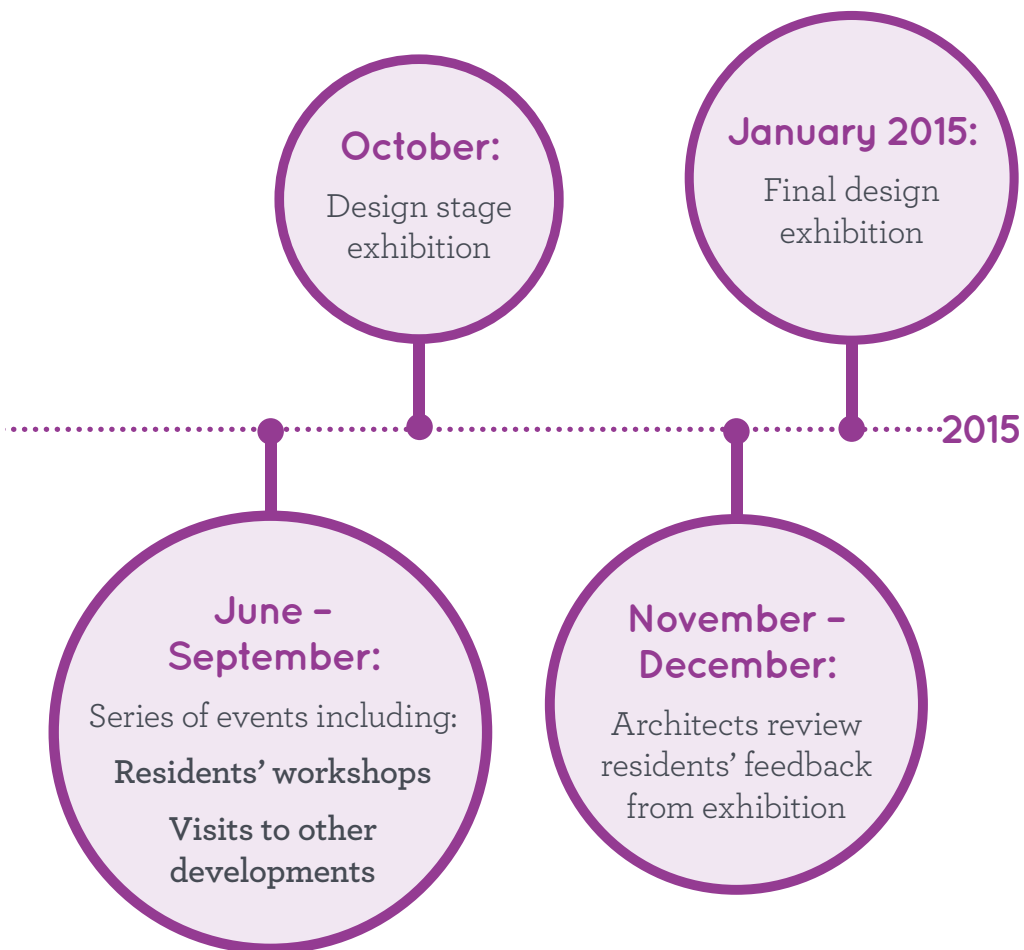 October:
Design stage
exhibition
January 2015:
Final design
exhibition
2015
June –
September:
Series of events including:
Residents’ workshops
Visits to other
developments
November –
December:
Architects review
residents’ feedback
from exhibition